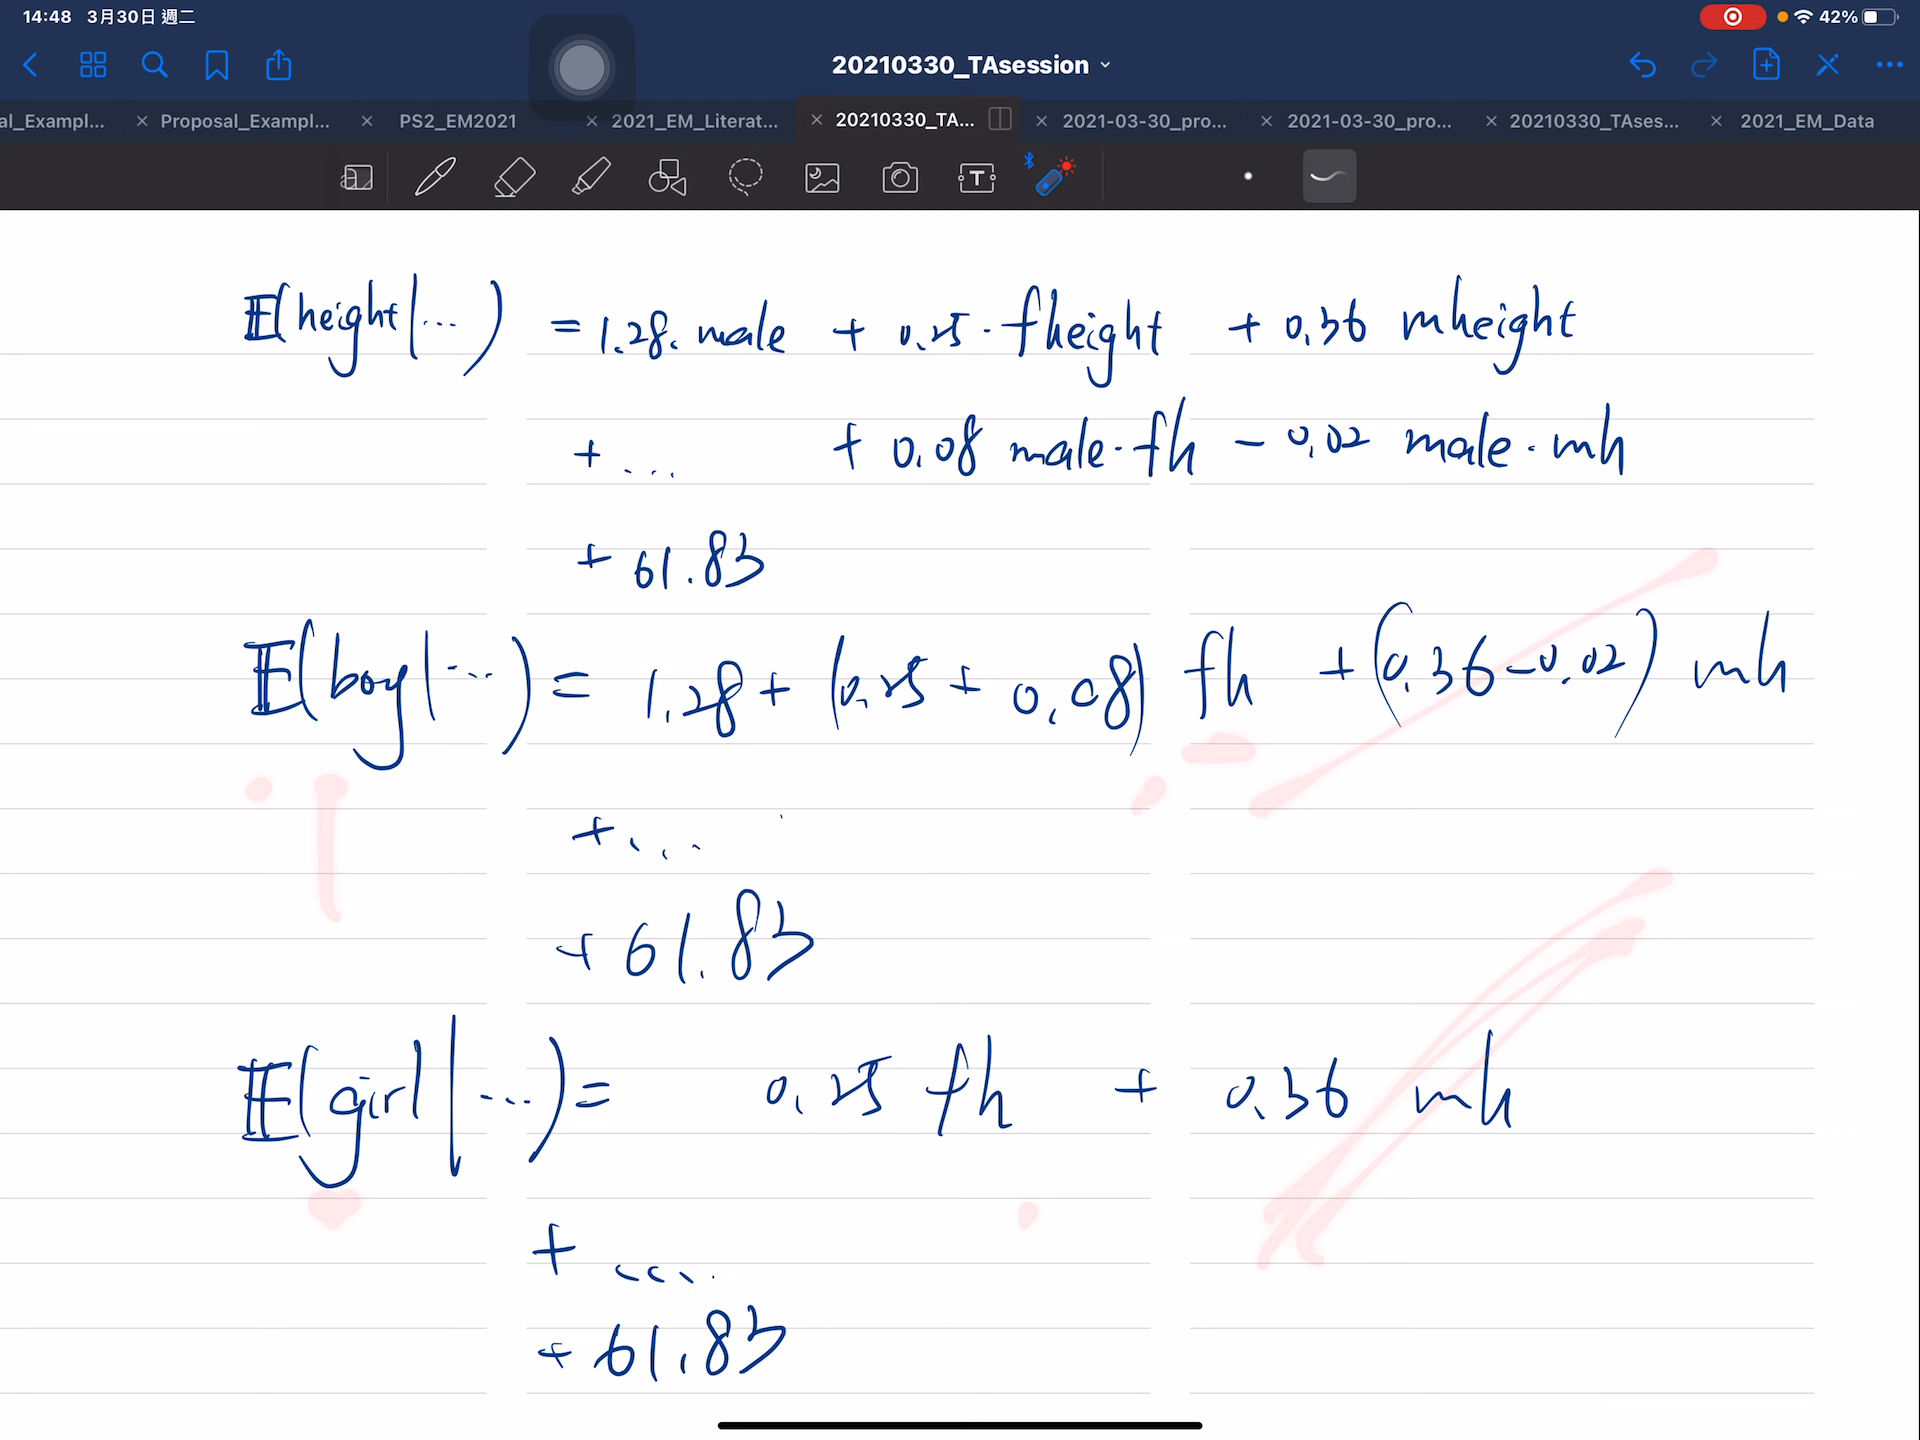 14:48 3月30日 週二 42%
20210330_TAsession
al_Exampl... × Proposal_Exampl... × PS2_EM2021 × 2021_EM_Literat... × 20210330_TA... × 2021-03-30_pro... × 2021-03-30_pro... × 20210330_TAses... × 2021_EM_Data
𝔼(height|...) = 1.28. male + 0.25 · fheight + 0.36 mheight
+ ... + 0.08 male·fh − 0.02 male·mh
+ 61.83
𝔼(boy|...) = 1.28 + (0.25 + 0.08) fh + (0.36 − 0.02) mh
+ ...
+ 61.83
𝔼(girl|...) = 0.25 fh + 0.36 mh
+ ....
+ 61.83